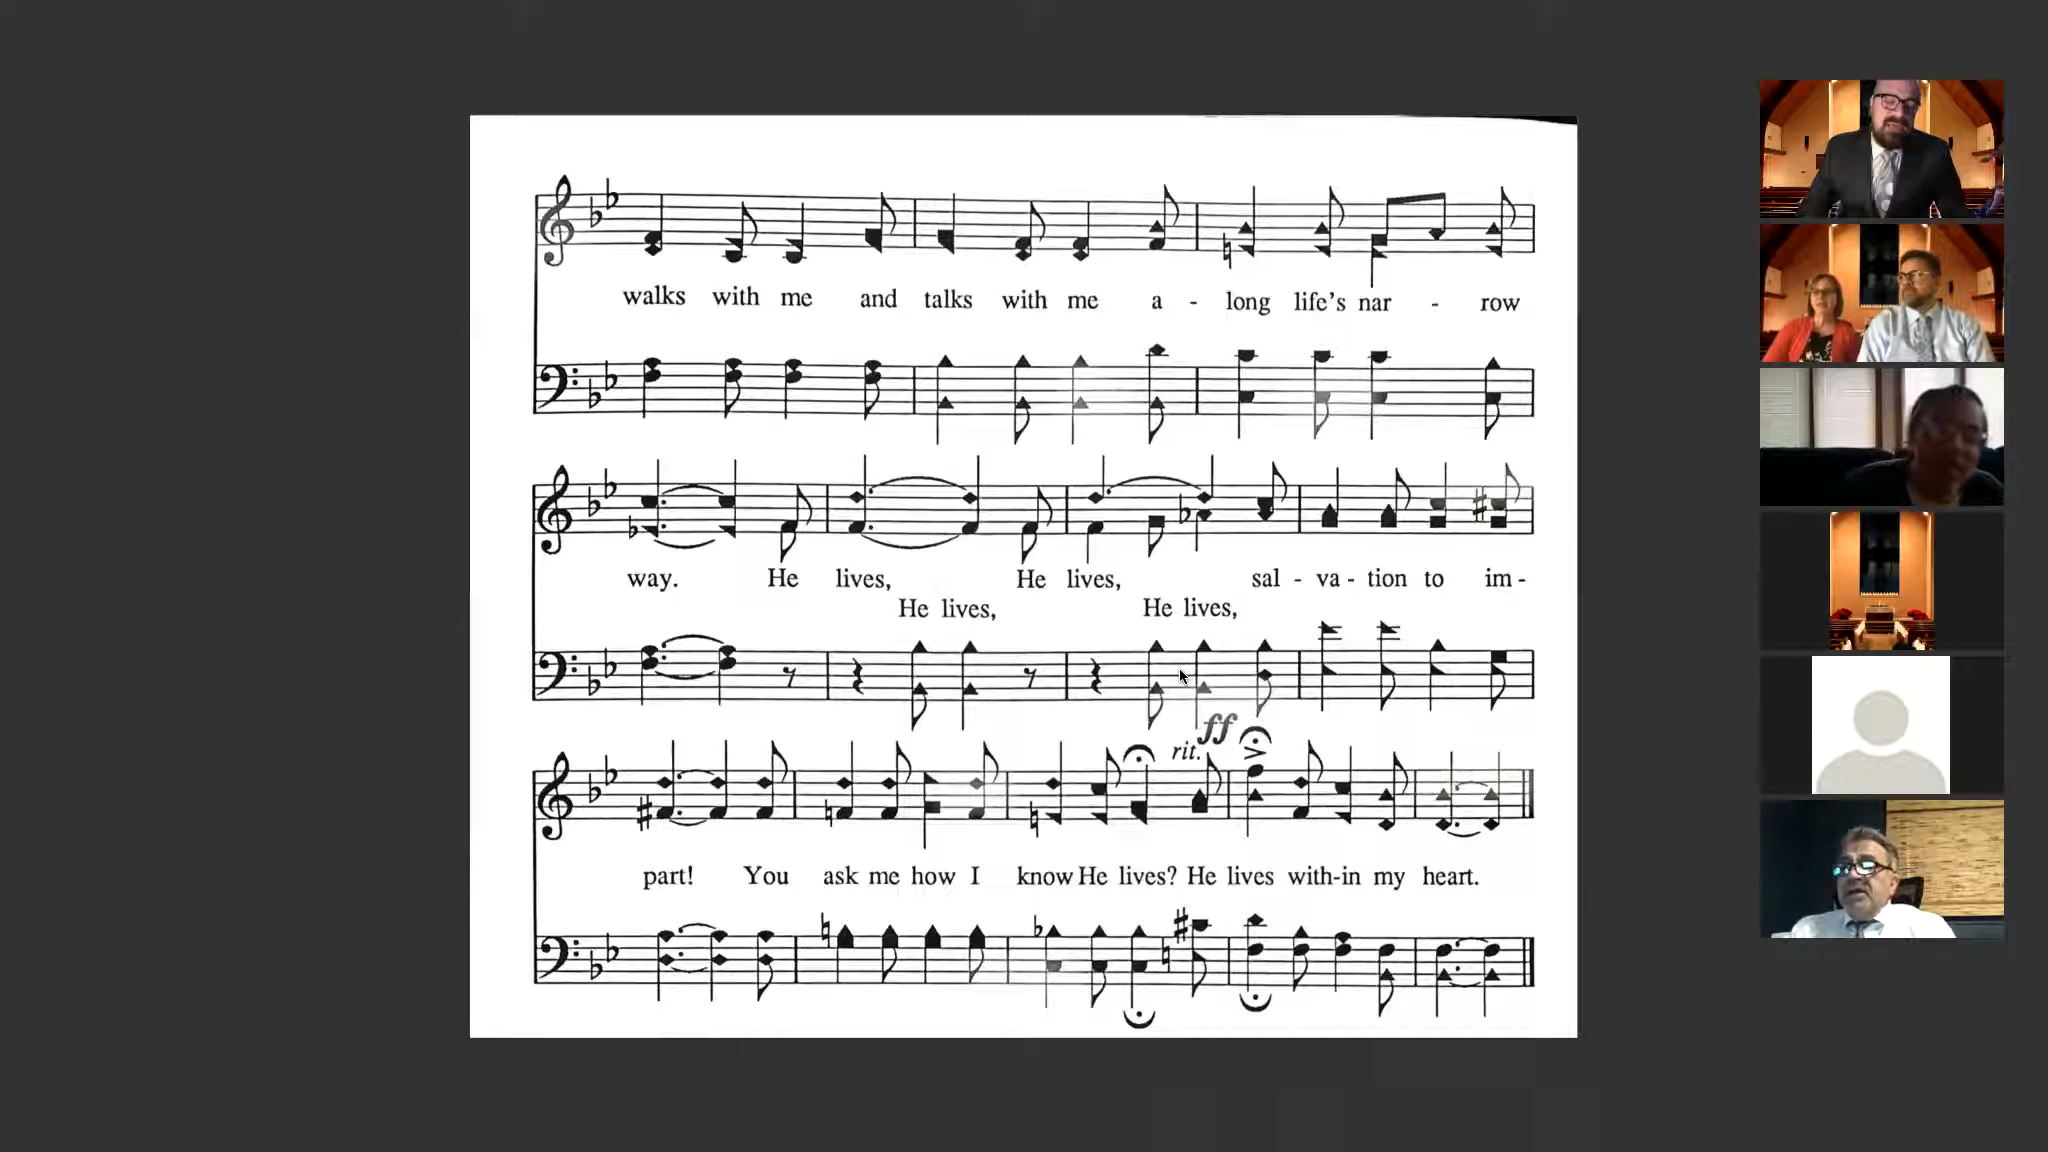 walks with me and talks with me a - long life's nar - row
way. He lives, He lives, sal - va - tion to im -
He lives, He lives,
ff
rit.
part! You ask me how I know He lives? He lives with-in my heart.